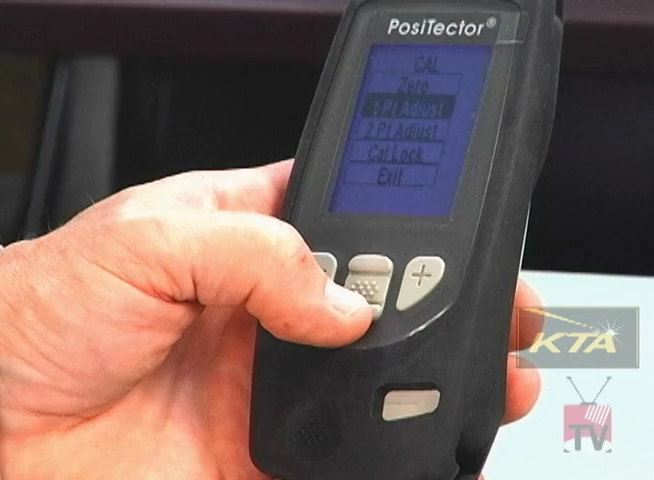 PosiTector®
CAL
Zero
1 Pt Adjust
2 Pt Adjust
Cal Lock
Exit
+
KTA
TV